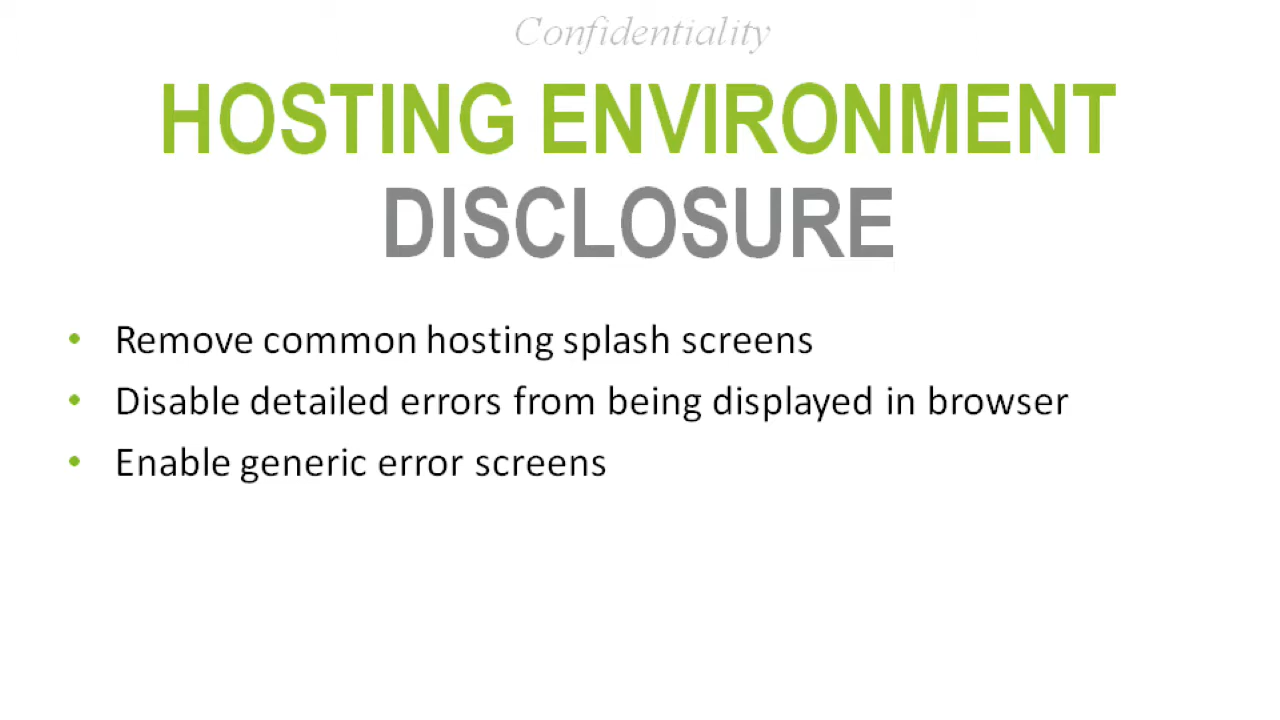 Confidentiality
HOSTING ENVIRONMENT
DISCLOSURE
• Remove common hosting splash screens
• Disable detailed errors from being displayed in browser
• Enable generic error screens